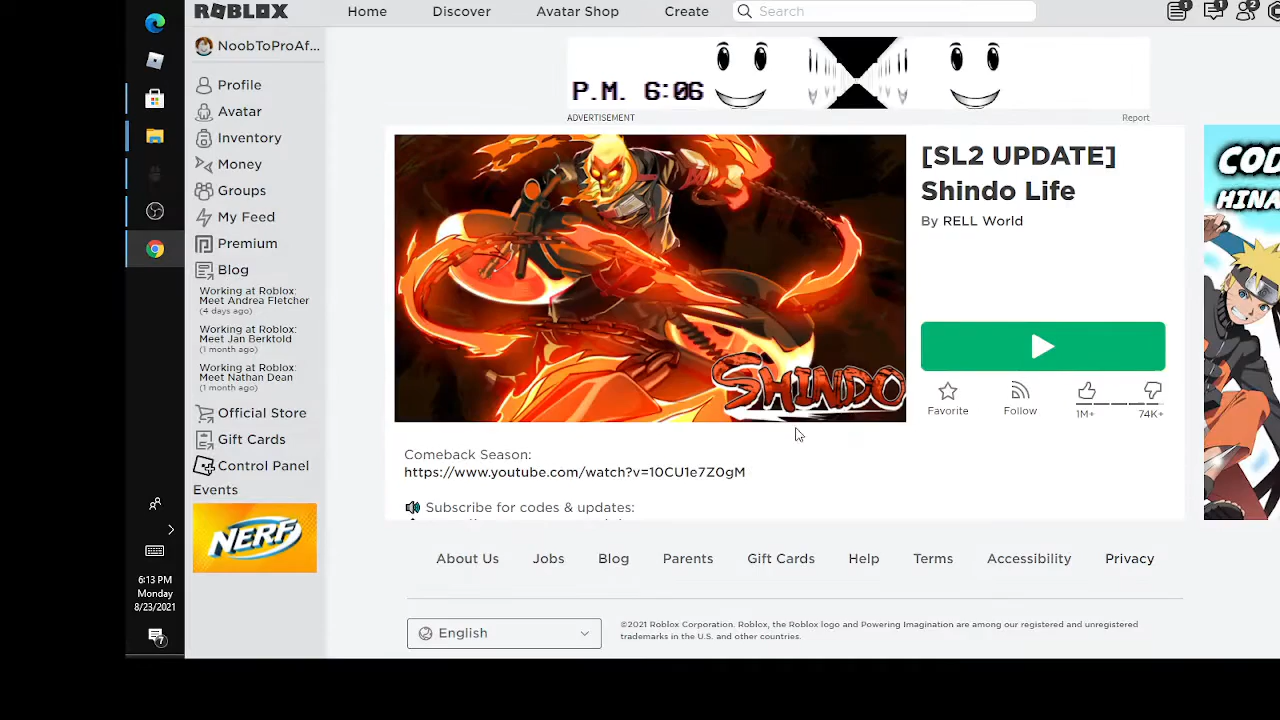 ROBLOX
Home
Discover
Avatar Shop
Create
Search
1
1
2
NoobToProAf...
Profile
Avatar
Inventory
Money
Groups
My Feed
Premium
Blog
Working at Roblox:
Meet Andrea Fletcher
(4 days ago)
Working at Roblox:
Meet Jan Berktold
(1 month ago)
Working at Roblox:
Meet Nathan Dean
(1 month ago)
Official Store
Gift Cards
Control Panel
Events
NERF
P.M. 6:06
ADVERTISEMENT
Report
SHINDO
[SL2 UPDATE]
Shindo Life
By RELL World
Favorite
Follow
1M+
74K+
Comeback Season:
https://www.youtube.com/watch?v=10CU1e7Z0gM
Subscribe for codes & updates:
COD
HINA
About Us
Jobs
Blog
Parents
Gift Cards
Help
Terms
Accessibility
Privacy
English
©2021 Roblox Corporation. Roblox, the Roblox logo and Powering Imagination are among our registered and unregistered
trademarks in the U.S. and other countries.
6:13 PM
Monday
8/23/2021
7